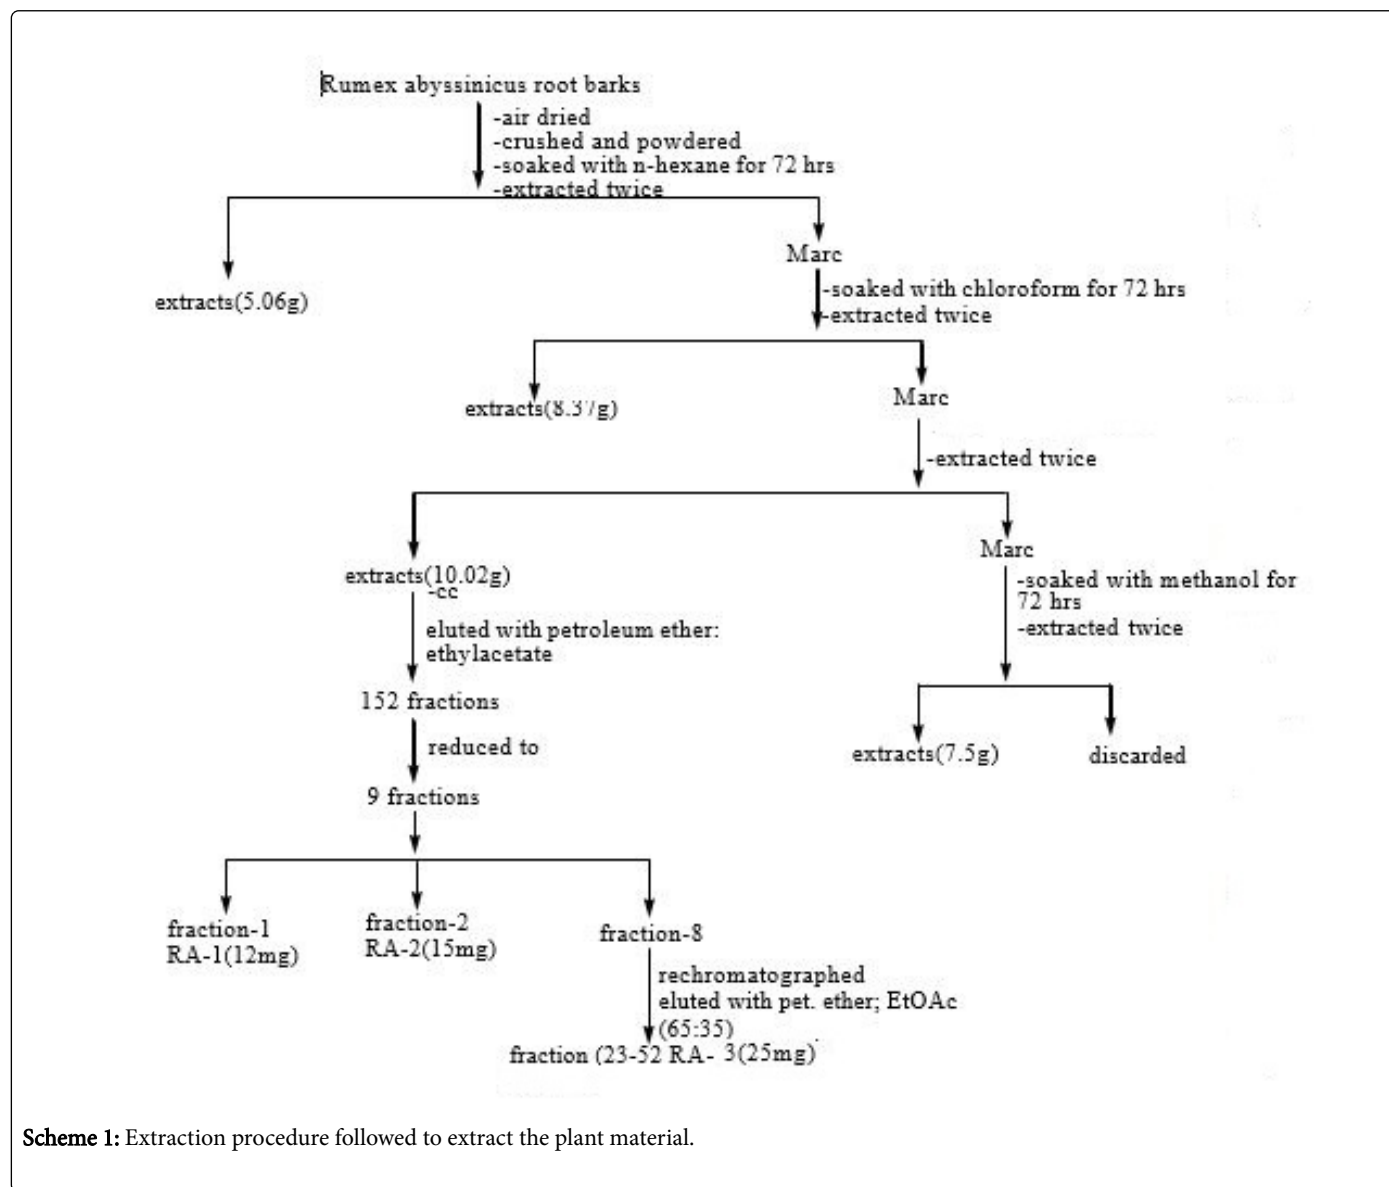 Rumex abyssinicus root barks
-air dried
-crushed and powdered
-soaked with n-hexane for 72 hrs
-extracted twice
Marc
extracts(5.06g)
-soaked with chloroform for 72 hrs
-extracted twice
extracts(8.37g)
Marc
-extracted twice
extracts(10.02g)
-cc
Marc
-soaked with methanol for
72 hrs
-extracted twice
eluted with petroleum ether:
ethylacetate
152 fractions
reduced to
extracts(7.5g)
discarded
9 fractions
fraction-1
RA-1(12mg)
fraction-2
RA-2(15mg)
fraction-8
rechromatographed
eluted with pet. ether; EtOAc
(65:35)
fraction (23-52 RA- 3(25mg)
Scheme 1: Extraction procedure followed to extract the plant material.